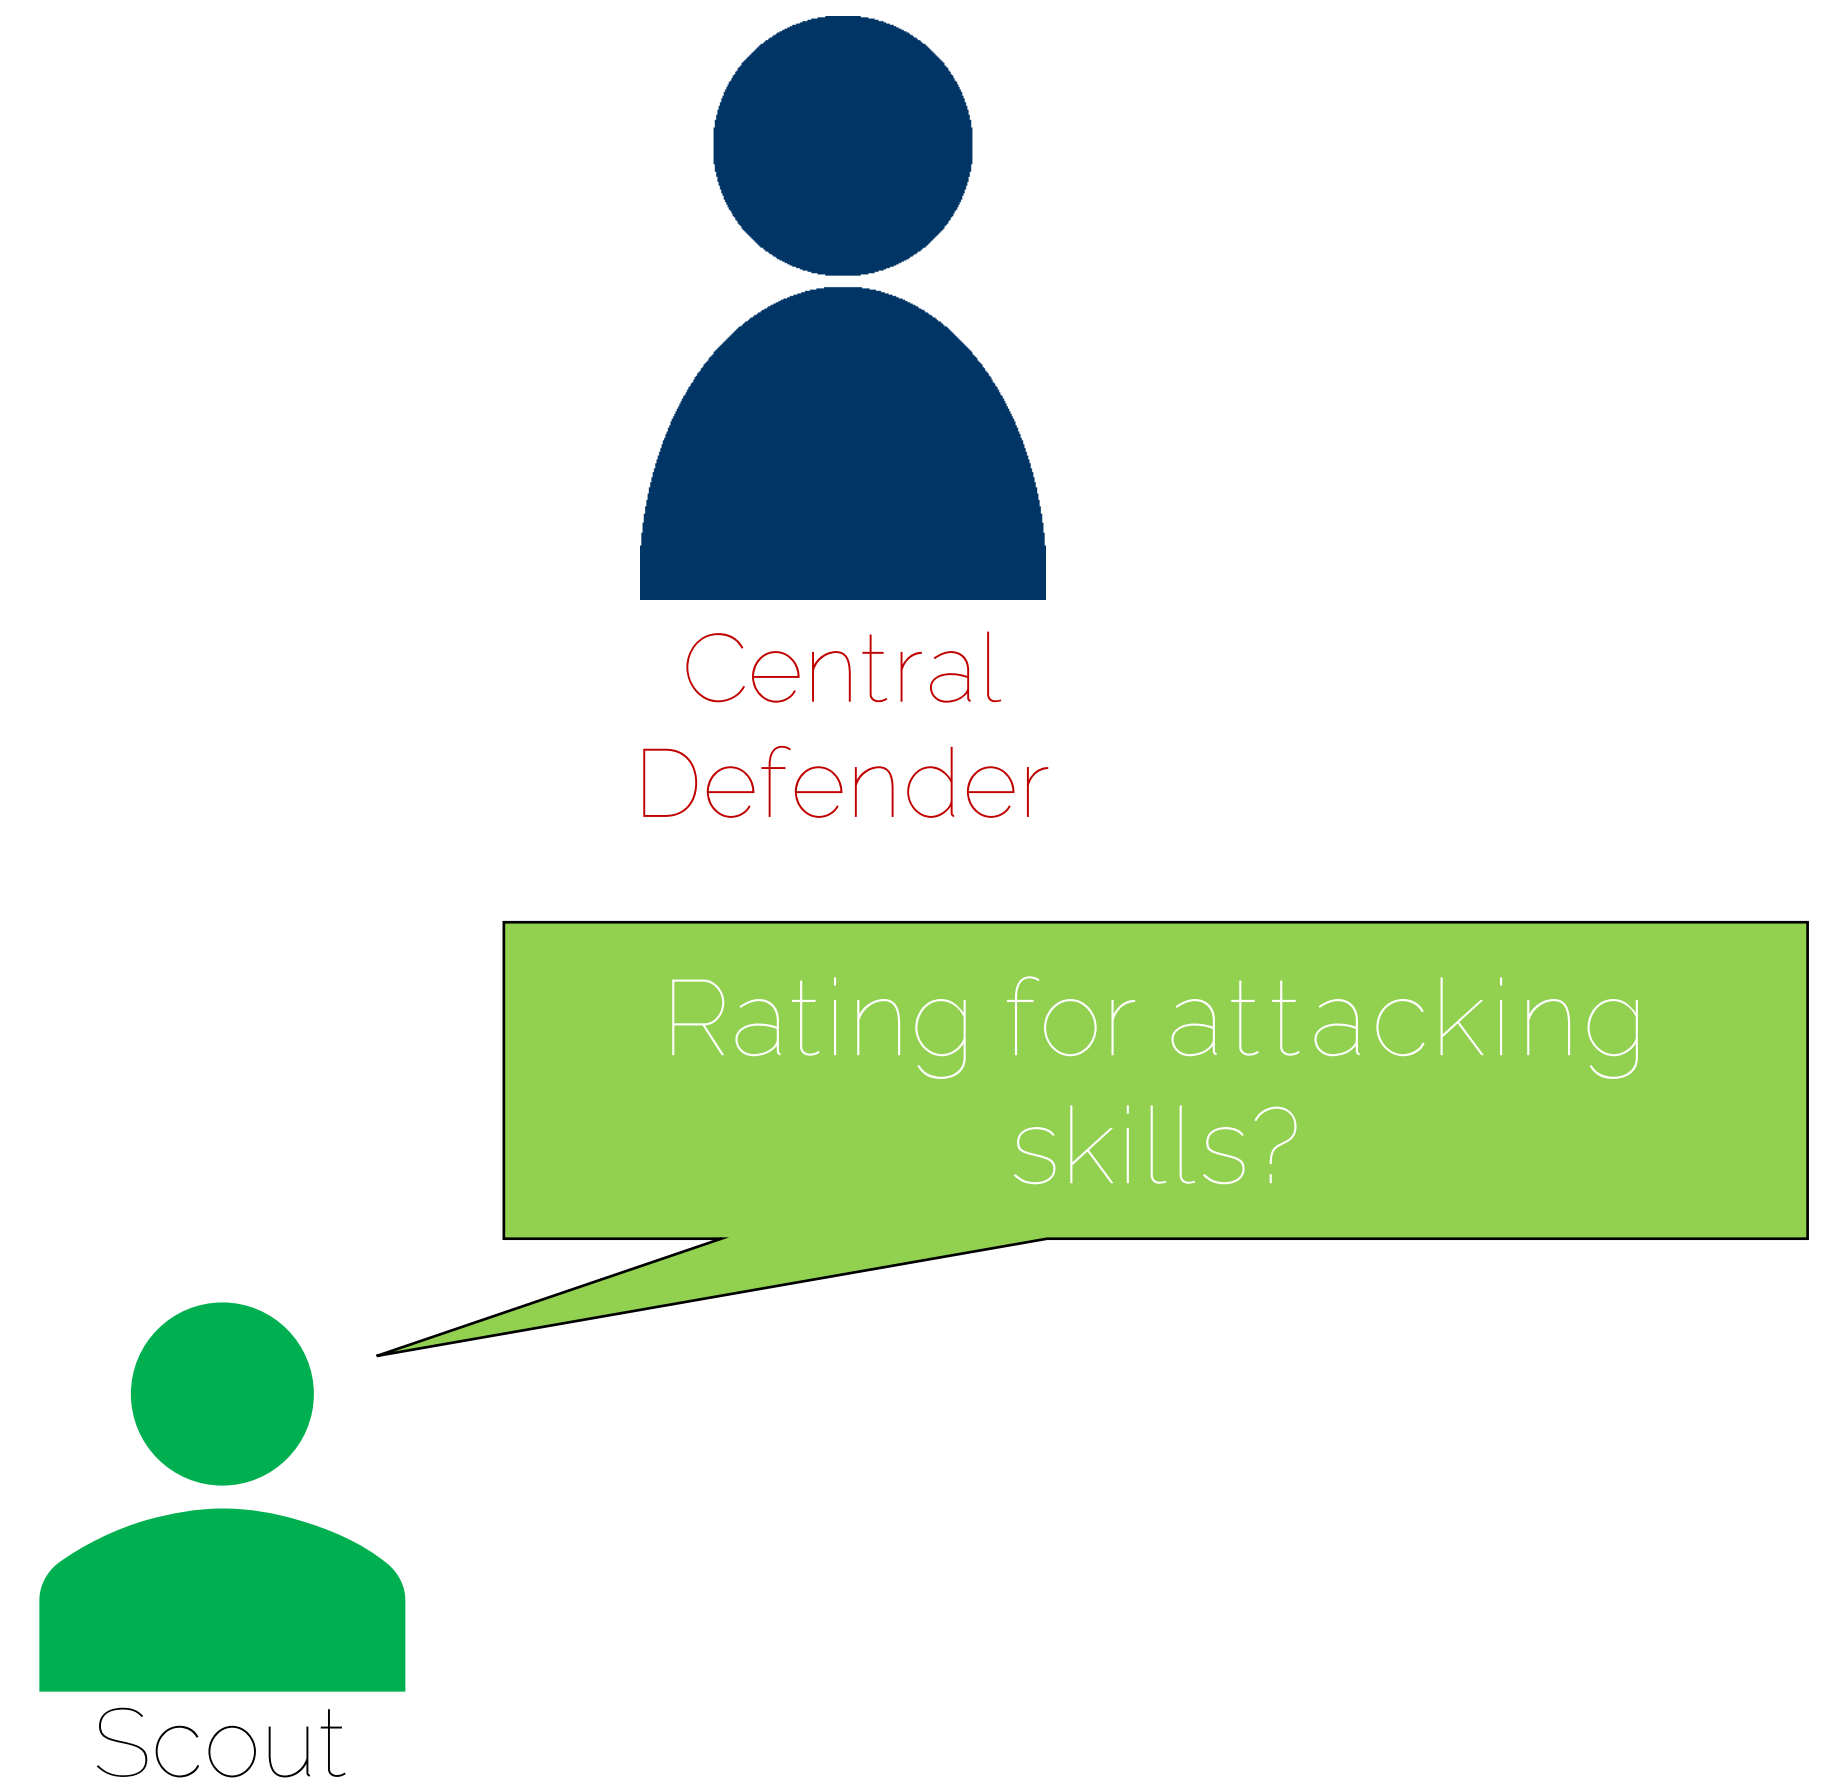 Central
Defender
Rating for attacking
skills?
Scout